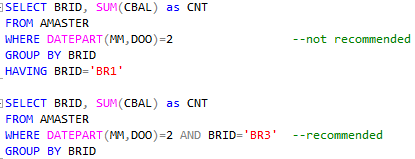 SELECT BRID, SUM(CBAL) as CNT
FROM AMASTER
WHERE DATEPART(MM,DOO)=2 --not recommended
GROUP BY BRID
HAVING BRID='BR1'
SELECT BRID, SUM(CBAL) as CNT
FROM AMASTER
WHERE DATEPART(MM,DOO)=2 AND BRID='BR3' --recommended
GROUP BY BRID